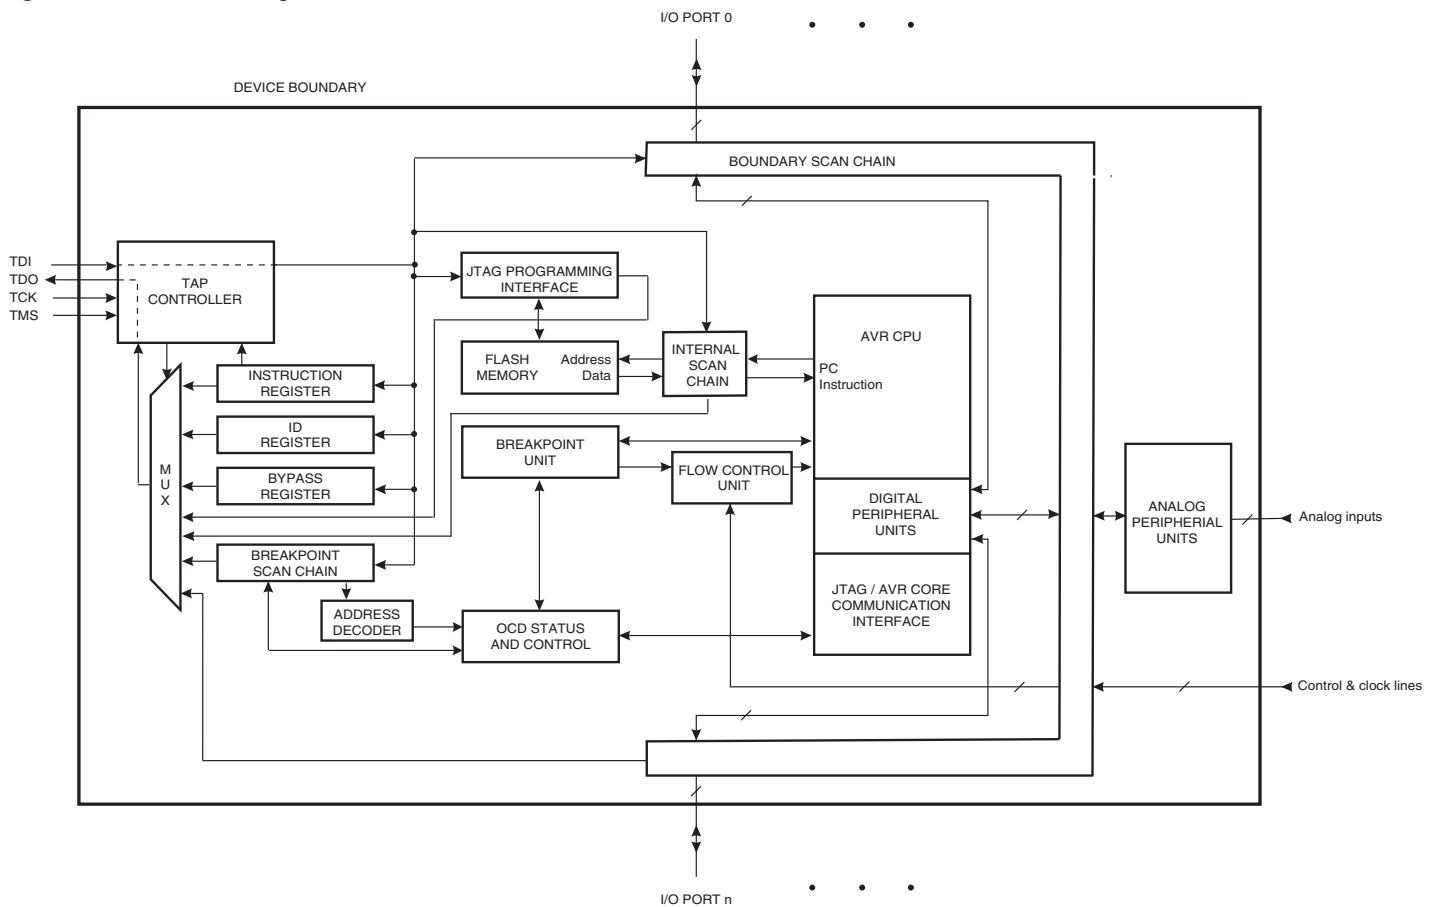 I/O PORT 0
DEVICE BOUNDARY
BOUNDARY SCAN CHAIN
TDI
TDO
TCK
TMS
TAP
CONTROLLER
JTAG PROGRAMMING
INTERFACE
AVR CPU
FLASH
MEMORY
Address
Data
INTERNAL
SCAN
CHAIN
PC
Instruction
INSTRUCTION
REGISTER
ID
REGISTER
BREAKPOINT
UNIT
FLOW CONTROL
UNIT
M
U
X
BYPASS
REGISTER
DIGITAL
PERIPHERAL
UNITS
ANALOG
PERIPHERIAL
UNITS
Analog inputs
BREAKPOINT
SCAN CHAIN
ADDRESS
DECODER
OCD STATUS
AND CONTROL
JTAG / AVR CORE
COMMUNICATION
INTERFACE
Control & clock lines
I/O PORT n